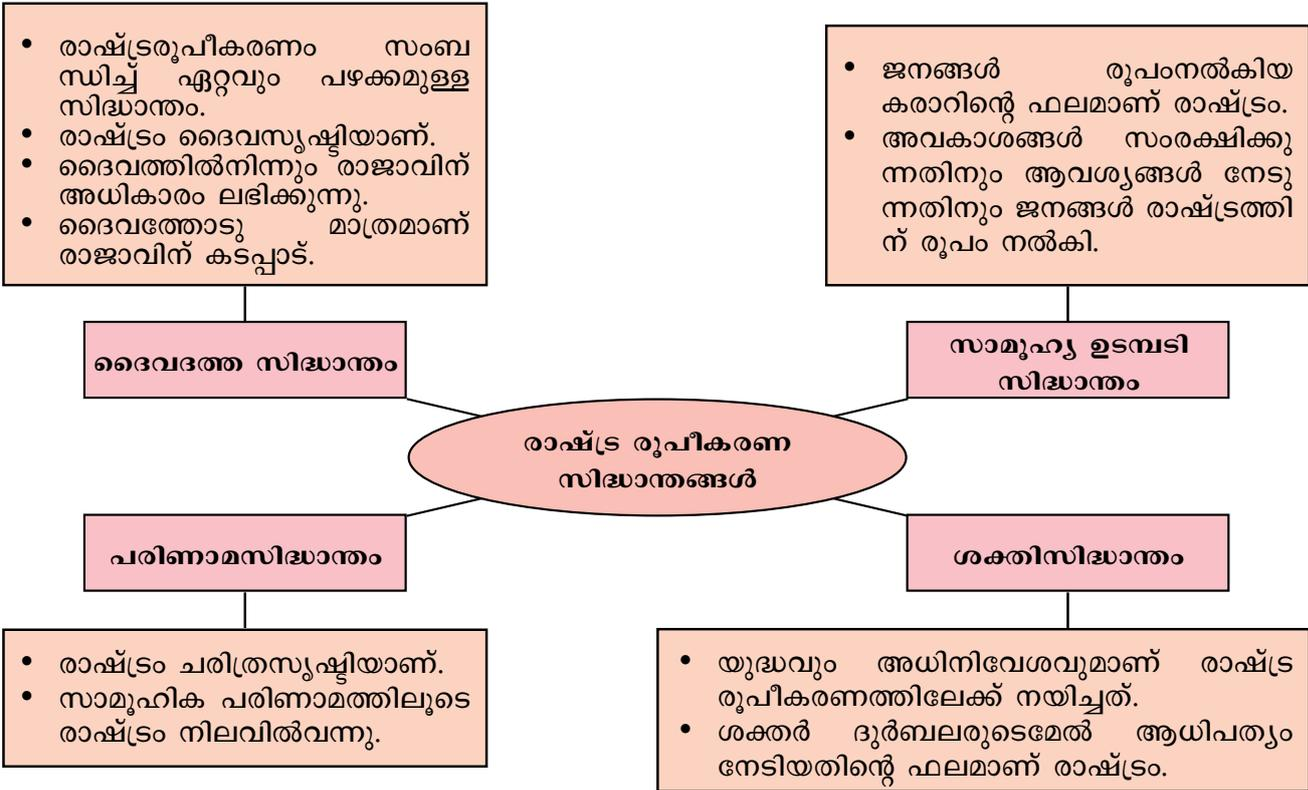 • രാഷ്ട്രരൂപീകരണം സംബ
ന്ധിച്ച് ഏറ്റവും പഴക്കമുള്ള
സിദ്ധാന്തം.
• രാഷ്ട്രം ദൈവസൃഷ്ടിയാണ്.
• ദൈവത്തിൽനിന്നും രാജാവിന്
അധികാരം ലഭിക്കുന്നു.
• ദൈവത്തോടു മാത്രമാണ്
രാജാവിന് കടപ്പാട്.
• ജനങ്ങൾ രൂപംനൽകിയ
കരാറിന്റെ ഫലമാണ് രാഷ്ട്രം.
• അവകാശങ്ങൾ സംരക്ഷിക്കു
ന്നതിനും ആവശ്യങ്ങൾ നേടു
ന്നതിനും ജനങ്ങൾ രാഷ്ട്രത്തി
ന് രൂപം നൽകി.
ദൈവദത്ത സിദ്ധാന്തം
സാമൂഹ്യ ഉടമ്പടി
സിദ്ധാന്തം
രാഷ്ട്ര രൂപീകരണ
സിദ്ധാന്തങ്ങൾ
പരിണാമസിദ്ധാന്തം
ശക്തിസിദ്ധാന്തം
• രാഷ്ട്രം ചരിത്രസൃഷ്ടിയാണ്.
• സാമൂഹിക പരിണാമത്തിലൂടെ
രാഷ്ട്രം നിലവിൽവന്നു.
• യുദ്ധവും അധിനിവേശവുമാണ് രാഷ്ട്ര
രൂപീകരണത്തിലേക്ക് നയിച്ചത്.
• ശക്തർ ദുർബലരുടെമേൽ ആധിപത്യം
നേടിയതിന്റെ ഫലമാണ് രാഷ്ട്രം.